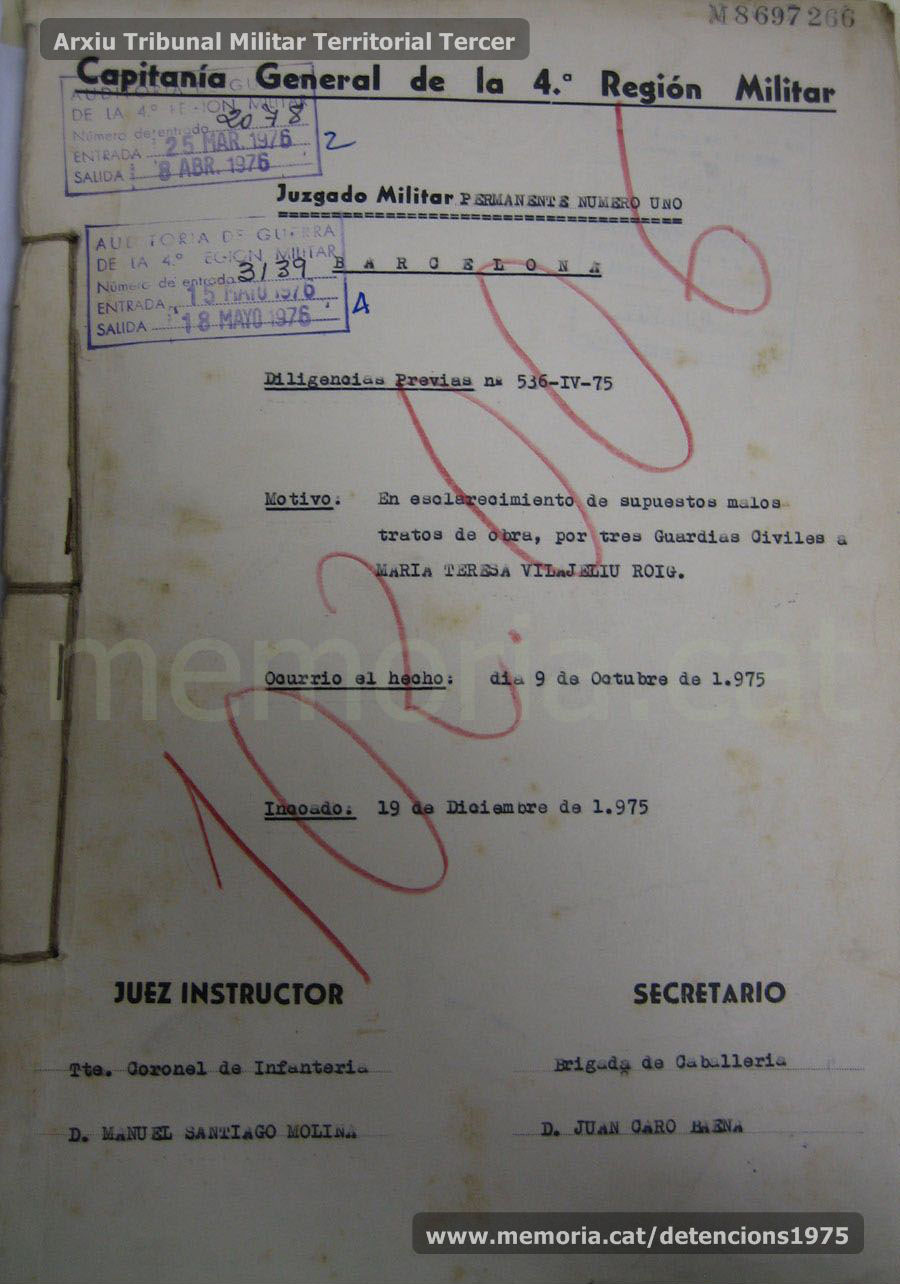 M8697266
Arxiu Tribunal Militar Territorial Tercer
Capitanía General de la 4.ª Región Militar
AUDITORIA DE GUERRA
DE LA 4.ª REGION MILITAR
Número de entrada 2078
ENTRADA 25 MAR. 1976
SALIDA 8 ABR. 1976
2
Juzgado Militar PERMANENTE NUMERO UNO
AUDITORIA DE GUERRA
DE LA 4.ª REGION MILITAR
Número de entrada 3139
ENTRADA 15 MAYO 1976
SALIDA 18 MAYO 1976
4
BARCELONA
Diligencias Previas nº 536-IV-75
Motivo: En esclarecimiento de supuestos malos
tratos de obra, por tres Guardias Civiles a
MARIA TERESA VILAJELIU ROIG.
memoria.cat
Ocurrio el hecho: dia 9 de Octubre de 1.975
Incoado: 19 de Diciembre de 1.975
102.006
JUEZ INSTRUCTOR
SECRETARIO
Tte. Coronel de Infanteria
Brigada de Caballeria
D. MANUEL SANTIAGO MOLINA
D. JUAN CARO BAENA
www.memoria.cat/detencions1975